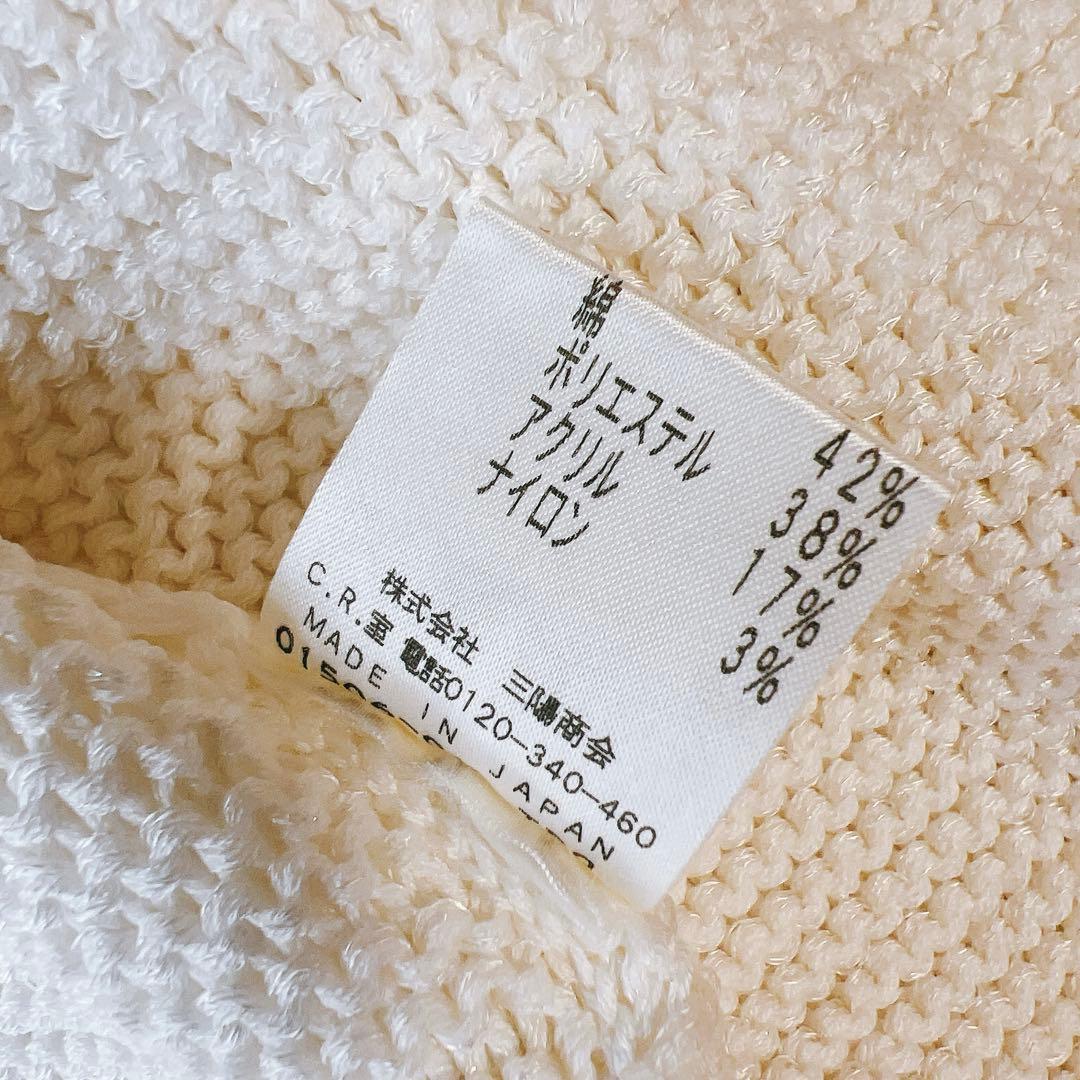 綿 42%
ポリエステル 38%
アクリル 17%
ナイロン 3%
株式会社 三陽商会
C.R.室 電話0120-340-460
MADE IN JAPAN